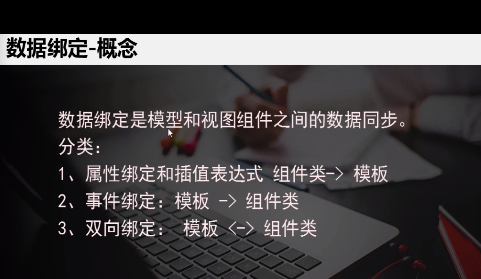 数据绑定-概念
数据绑定是模型和视图组件之间的数据同步。
分类：
1、属性绑定和插值表达式 组件类-> 模板
2、事件绑定：模板 -> 组件类
3、双向绑定： 模板 <-> 组件类